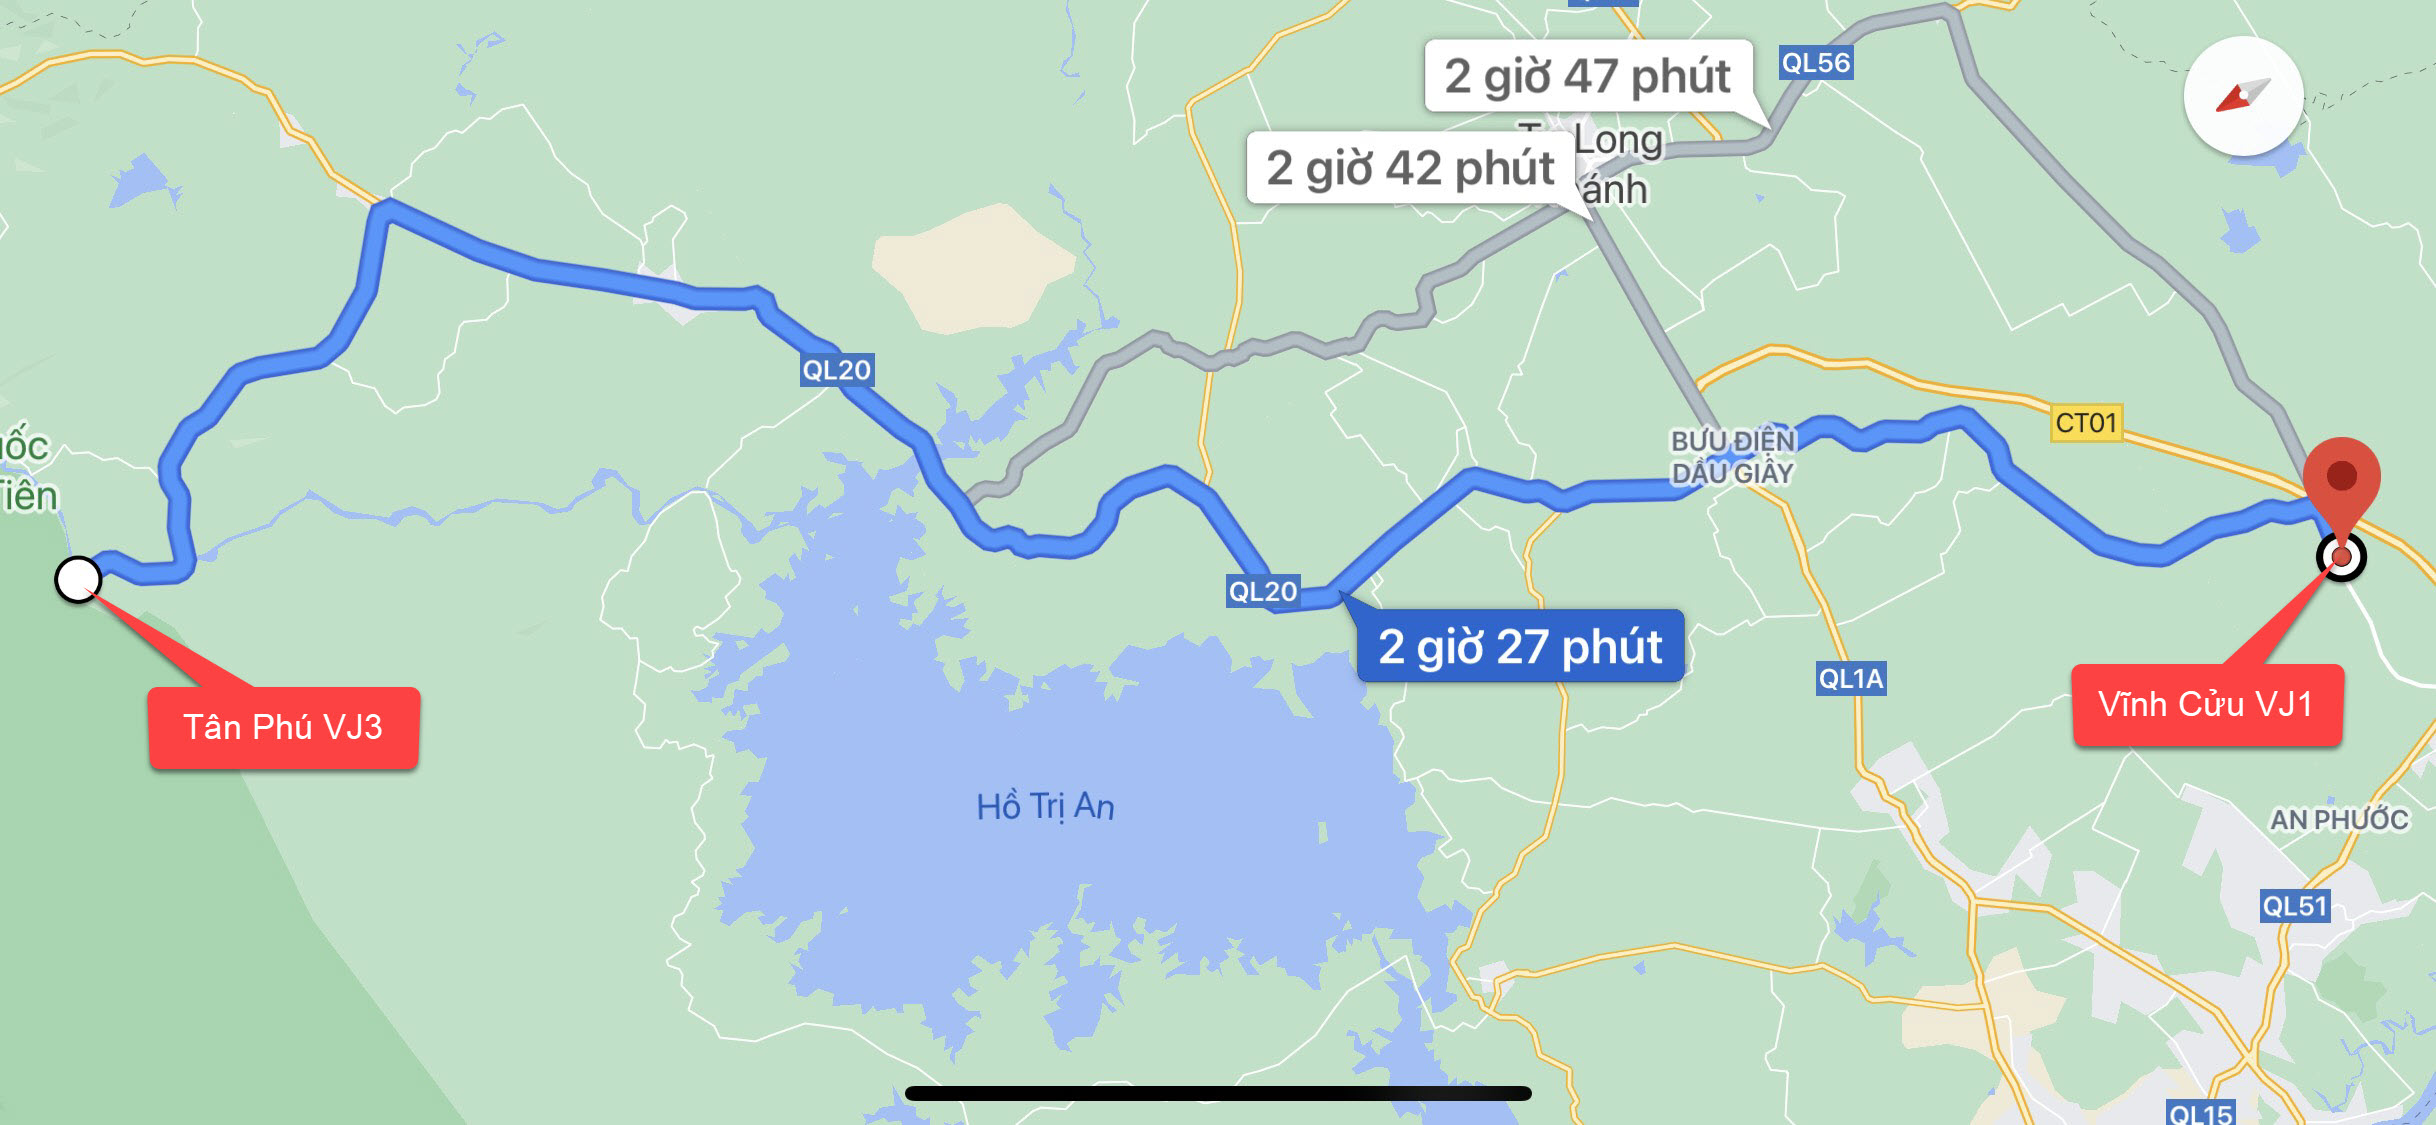 2 giờ 47 phút
QL56
Long
2 giờ 42 phút
ánh
QL20
CT01
BƯU ĐIỆN
DẦU GIÂY
QL20
2 giờ 27 phút
QL1A
Tân Phú VJ3
Vĩnh Cửu VJ1
Hồ Trị An
AN PHƯỚC
QL51
QL15